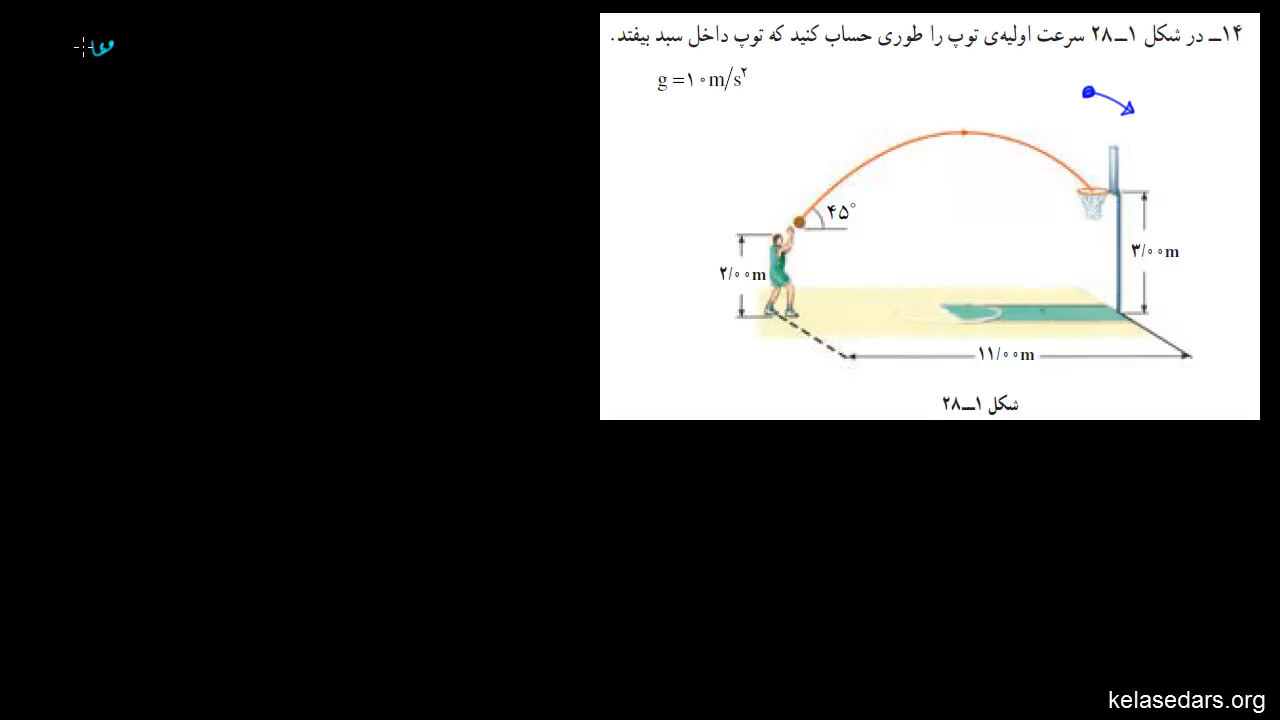 ۱۴ــ در شکل ۱ــ۲۸ سرعت اولیه‌ی توپ را طوری حساب کنید که توپ داخل سبد بیفتد.
g = ۱۰ m/s۲
۴۵°
۳/۰۰m
۲/۰۰m
۱۱/۰۰m
شکل ۱ــ۲۸
kelasedars.org